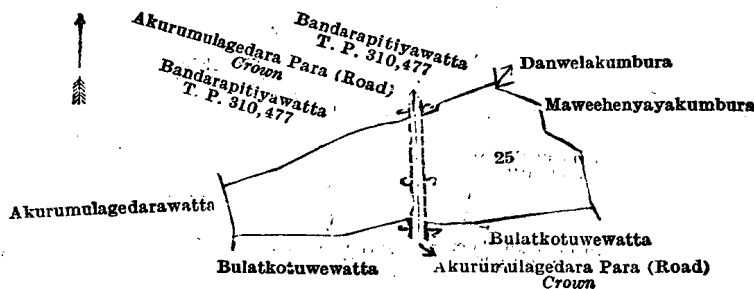 Bandarapitiyawatta
T. P. 310,477
Akurumulagedara Para (Road)
Crown
Bandarapitiyawatta
T. P. 310,477
Danwelakumbura
Maweehenyayakumbura
25
Akurumulagedarawatta
Bulatkotuwewatta
Bulatkotuwewatta
Akurumulagedara Para (Road)
Crown